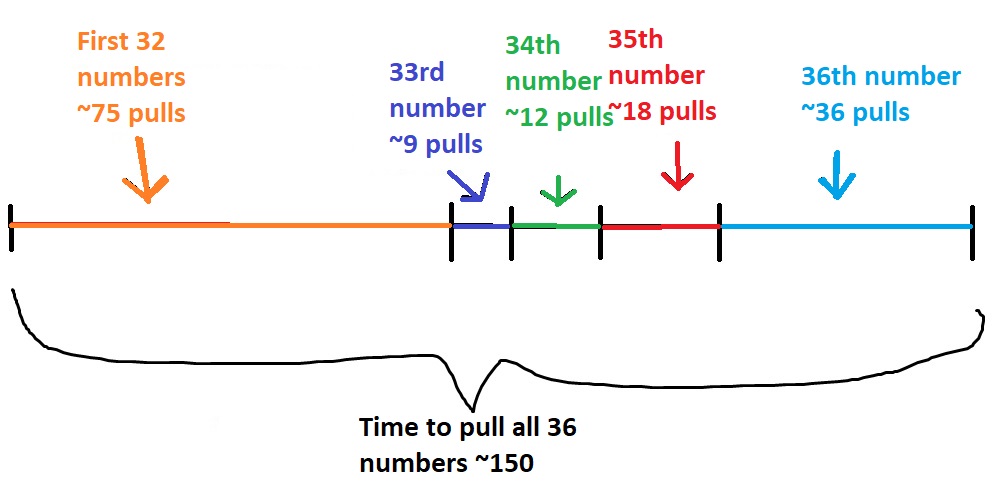 First 32
numbers
~75 pulls
33rd
number
~9 pulls
34th
number
~12 pulls
35th
number
~18 pulls
36th number
~36 pulls
Time to pull all 36
numbers ~150